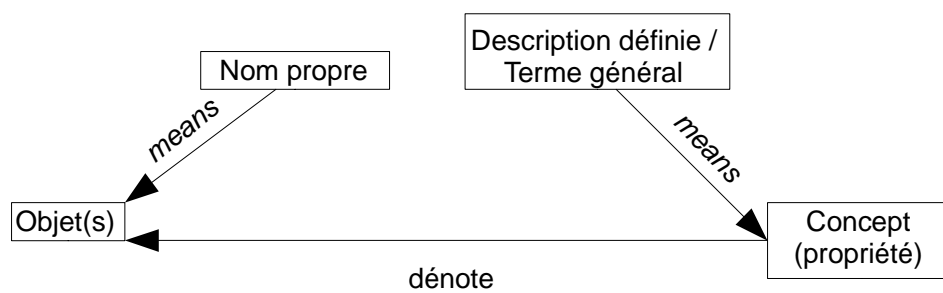 Description définie /
Terme général
Nom propre
means
means
Objet(s)
Concept
(propriété)
dénote